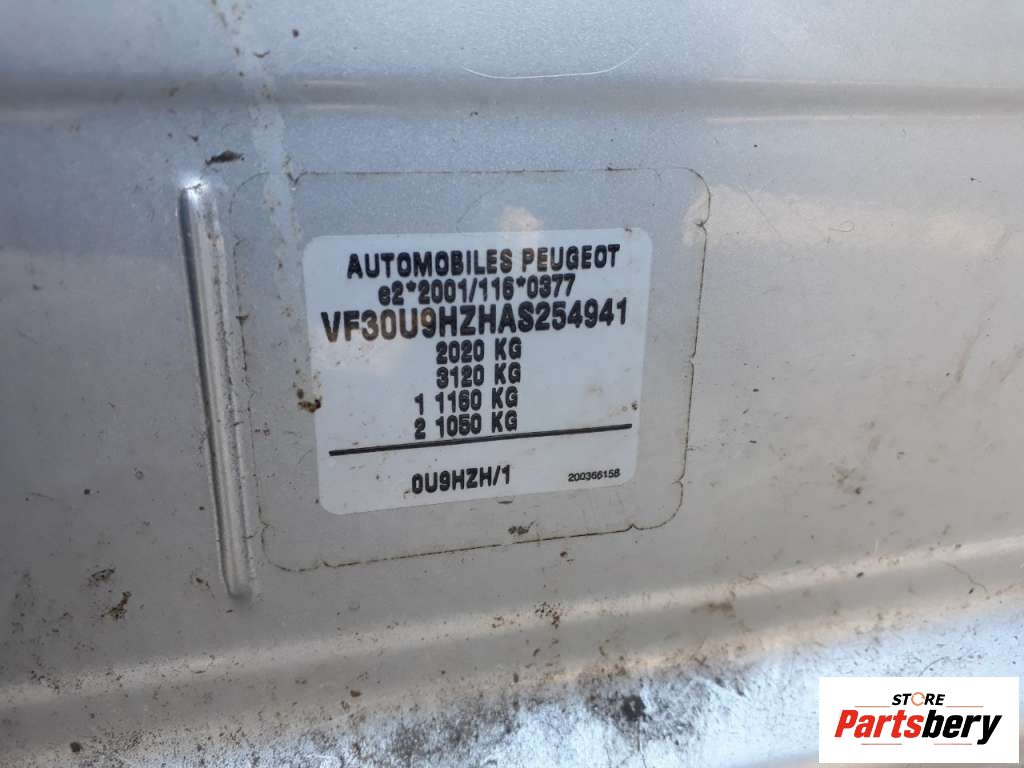 AUTOMOBILES PEUGEOT
e2*2001/116*0377
VF30U9HZHAS254941
2020 KG
3120 KG
1 1160 KG
2 1050 KG
0U9HZH/1
200366158
STORE
Partsbery